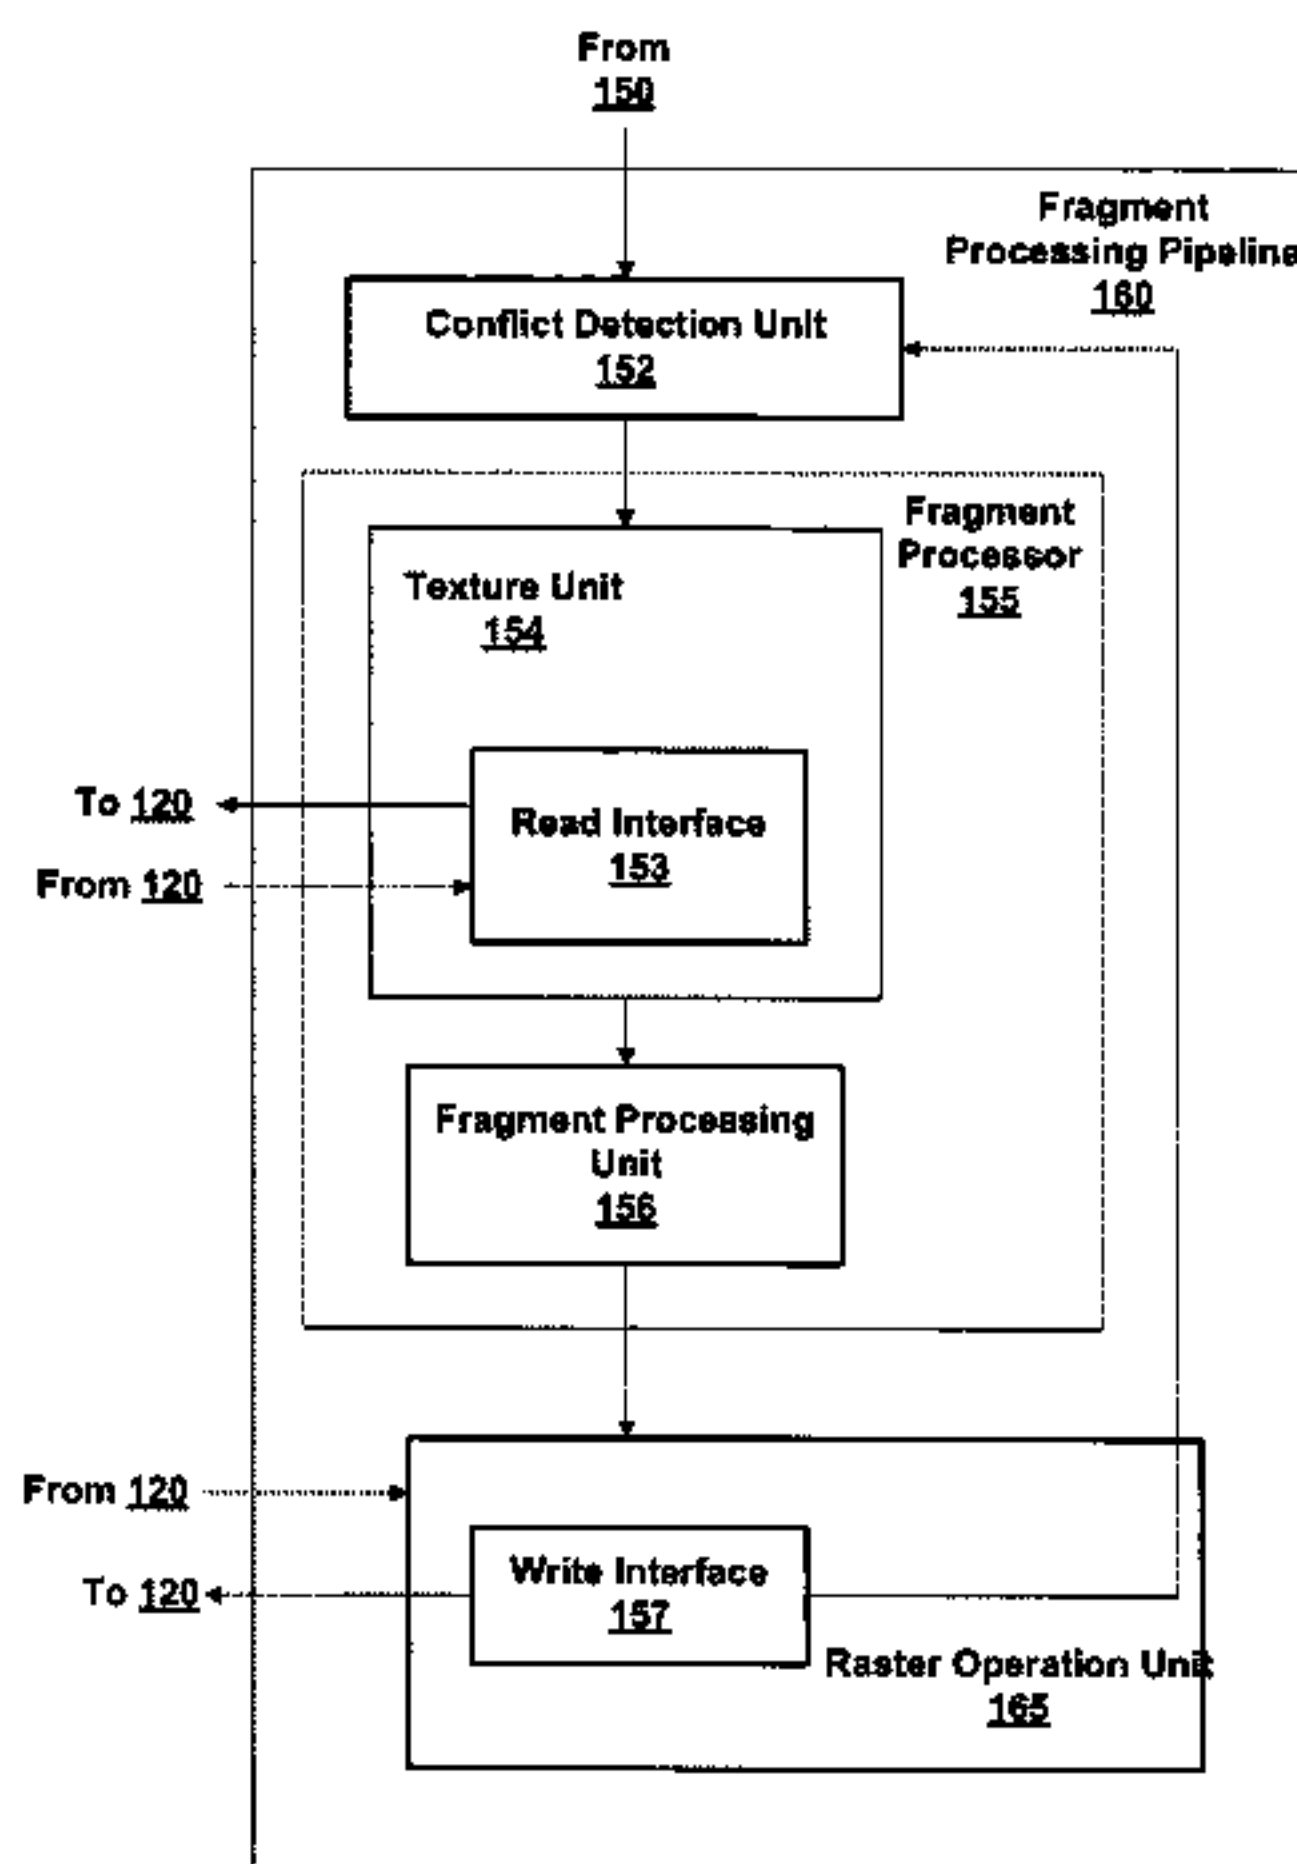 From
150
Fragment
Processing Pipeline
160
Conflict Detection Unit
152
Fragment
Processor
155
Texture Unit
154
To 120
Read Interface
153
From 120
Fragment Processing
Unit
156
From 120
Write Interface
To 120
157
Raster Operation Unit
165